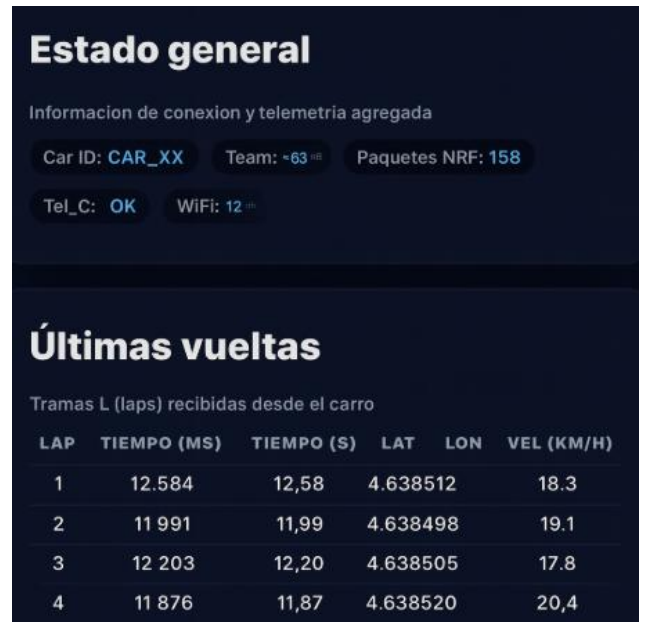 Estado general
Informacion de conexion y telemetria agregada
Car ID: CAR_XX Team: 63 Paquetes NRF: 158
Tel_C: OK WiFi: 12
Últimas vueltas
Tramas L (laps) recibidas desde el carro
LAP TIEMPO (MS) TIEMPO (S) LAT LON VEL (KM/H)
1 12.584 12,58 4.638512 18.3
2 11 991 11,99 4.638498 19.1
3 12 203 12,20 4.638505 17.8
4 11 876 11,87 4.638520 20,4